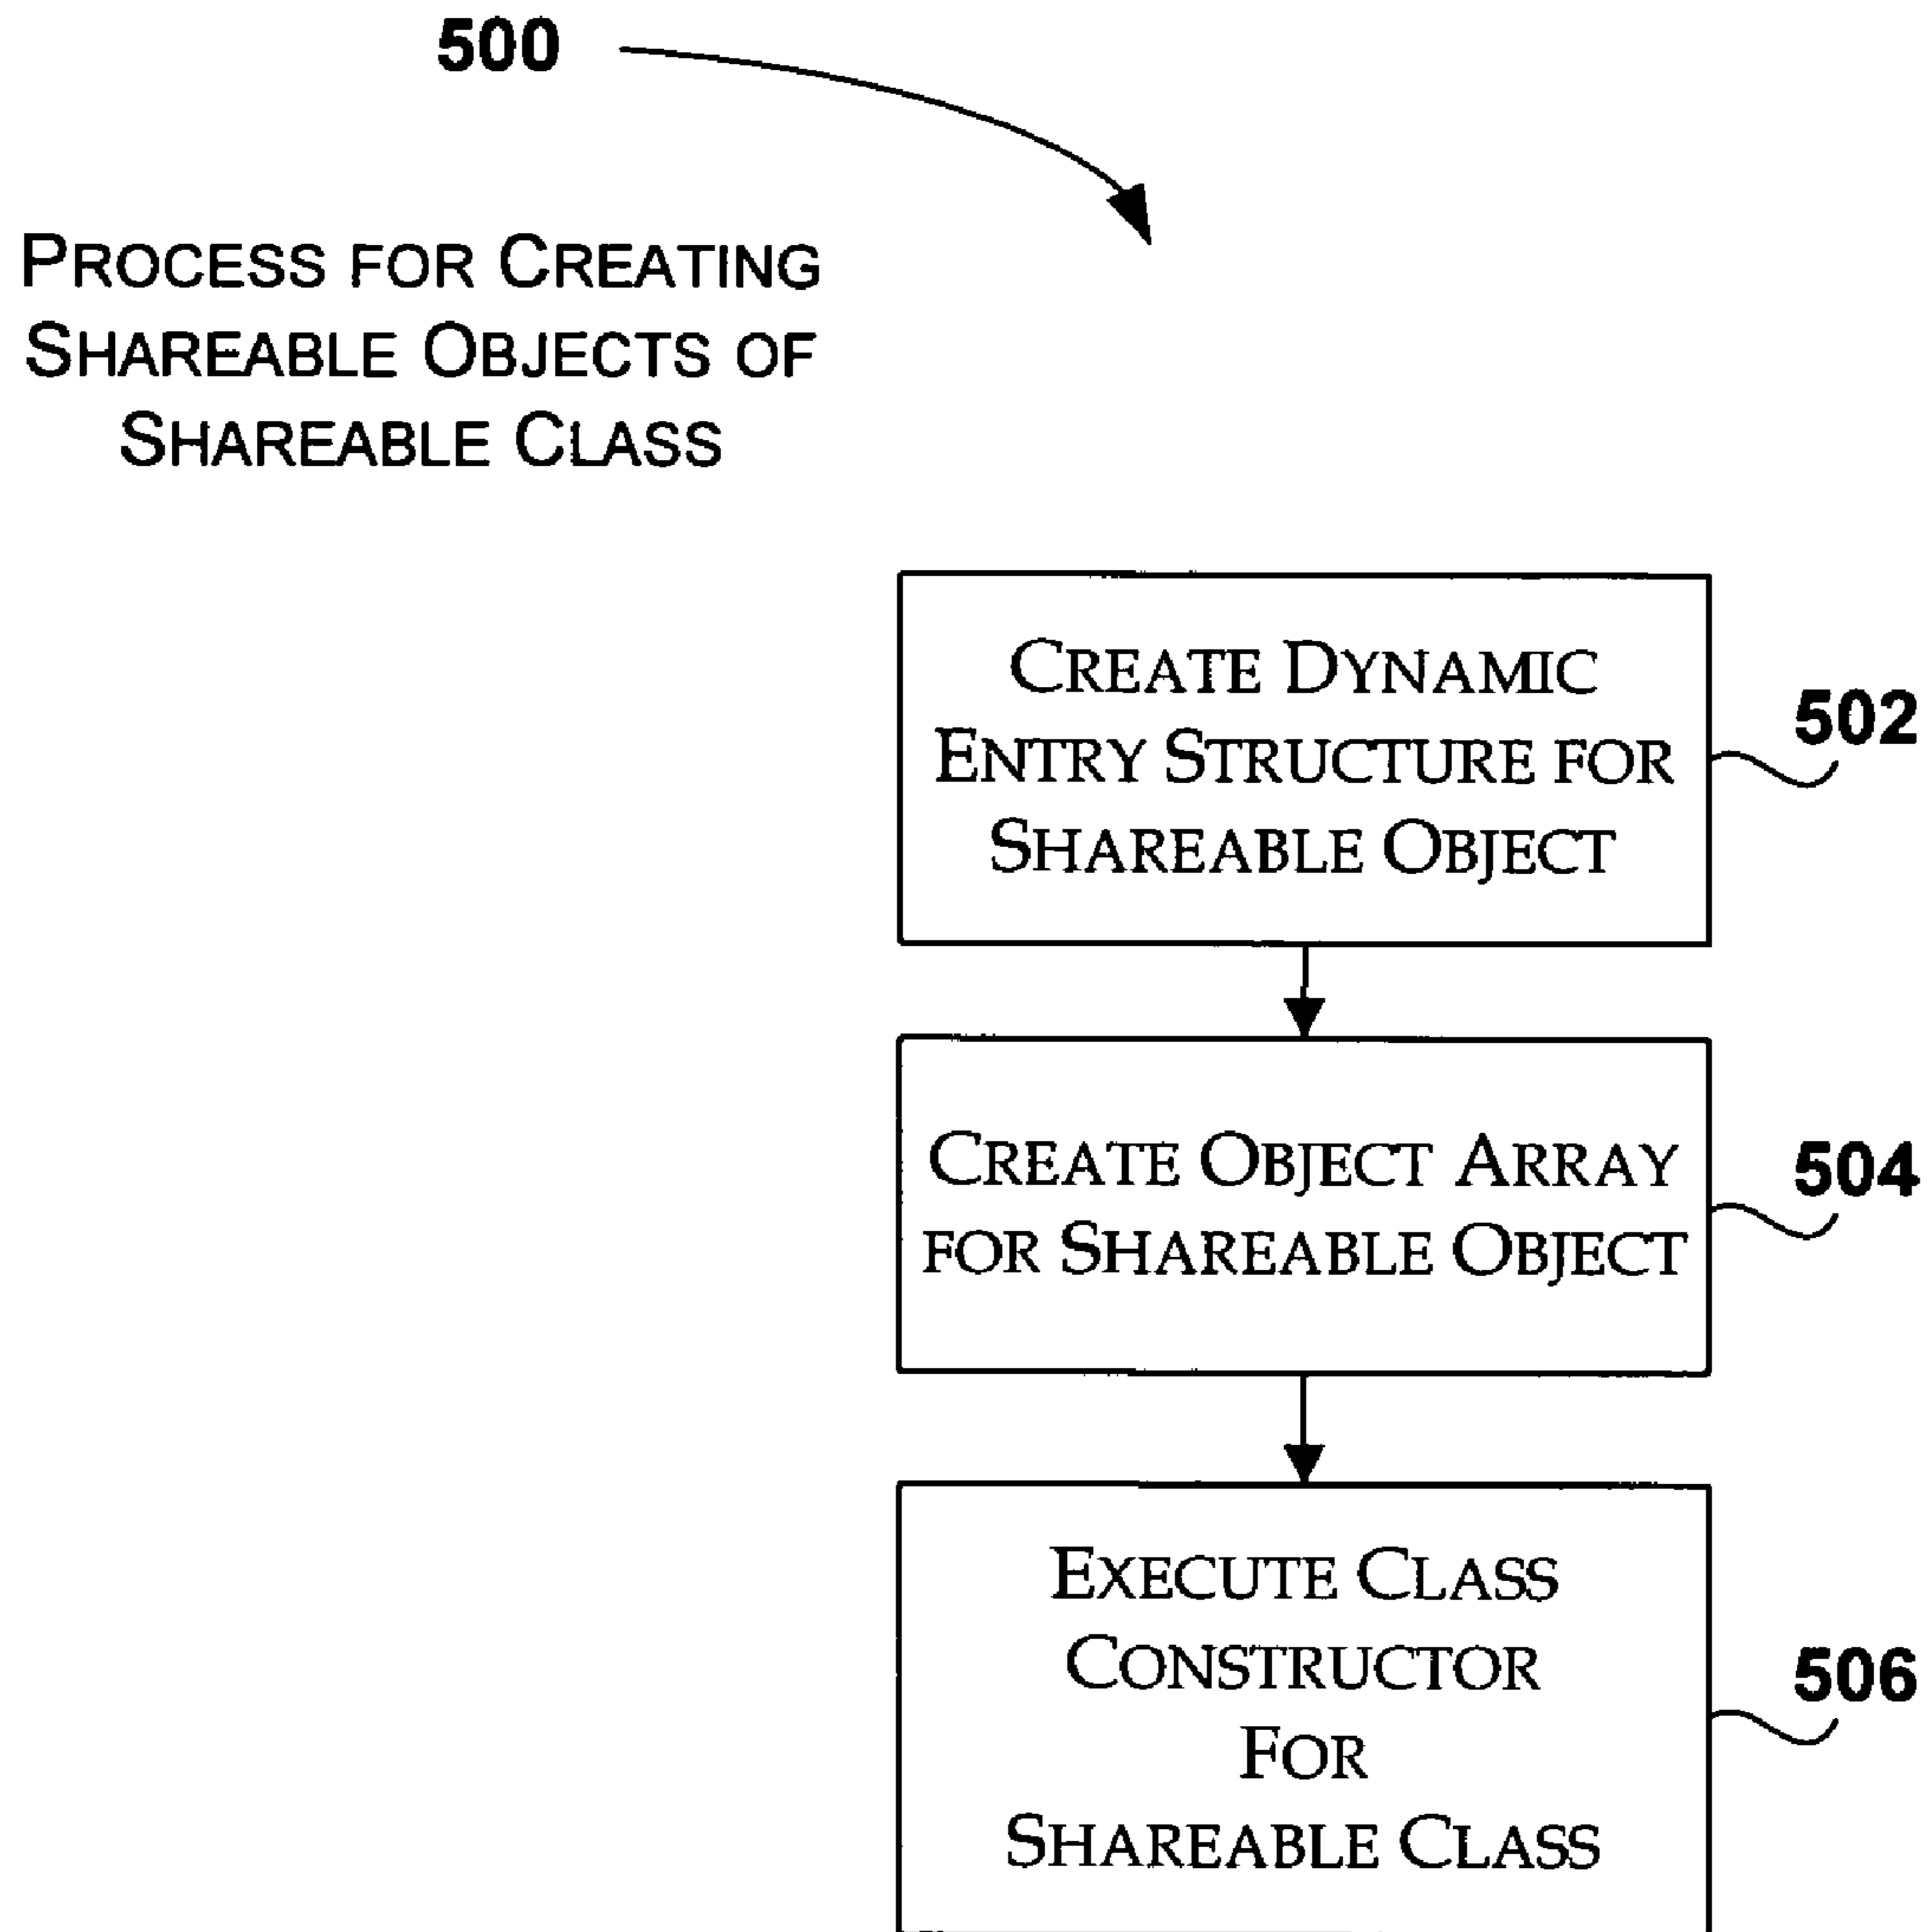 500
PROCESS FOR CREATING
SHAREABLE OBJECTS OF
SHAREABLE CLASS
CREATE DYNAMIC
ENTRY STRUCTURE FOR
SHAREABLE OBJECT
502
CREATE OBJECT ARRAY
FOR SHAREABLE OBJECT
504
EXECUTE CLASS
CONSTRUCTOR
FOR
SHAREABLE CLASS
506